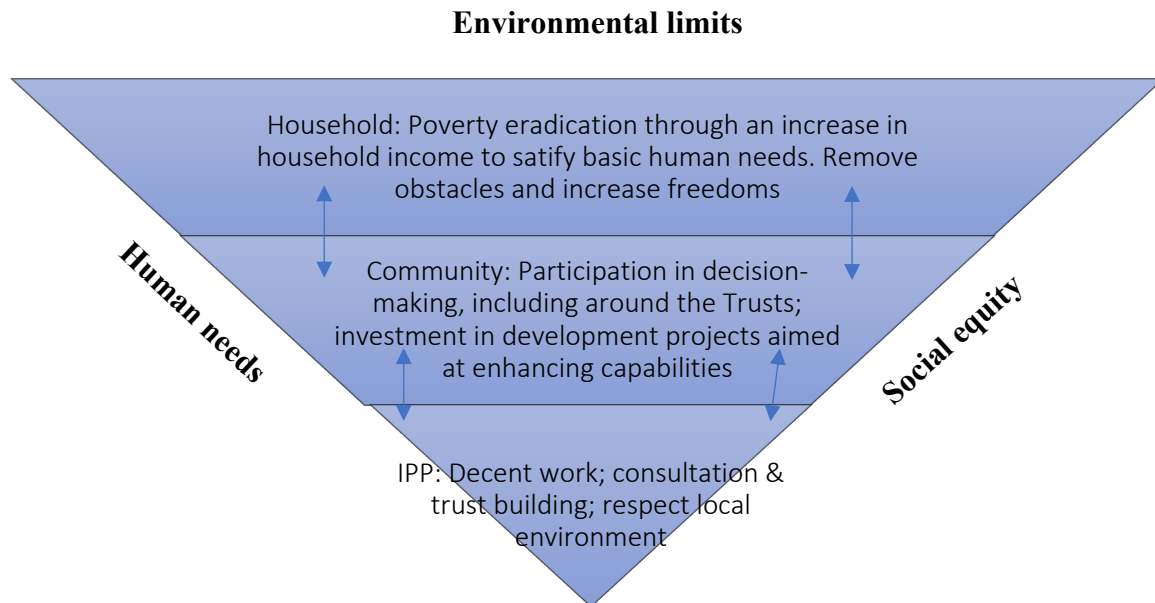 Environmental limits
Household: Poverty eradication through an increase in
household income to satify basic human needs. Remove
obstacles and increase freedoms
Human needs
Community: Participation in decision-
making, including around the Trusts;
investment in development projects aimed
at enhancing capabilities
Social equity
IPP: Decent work; consultation &
trust building; respect local
environment